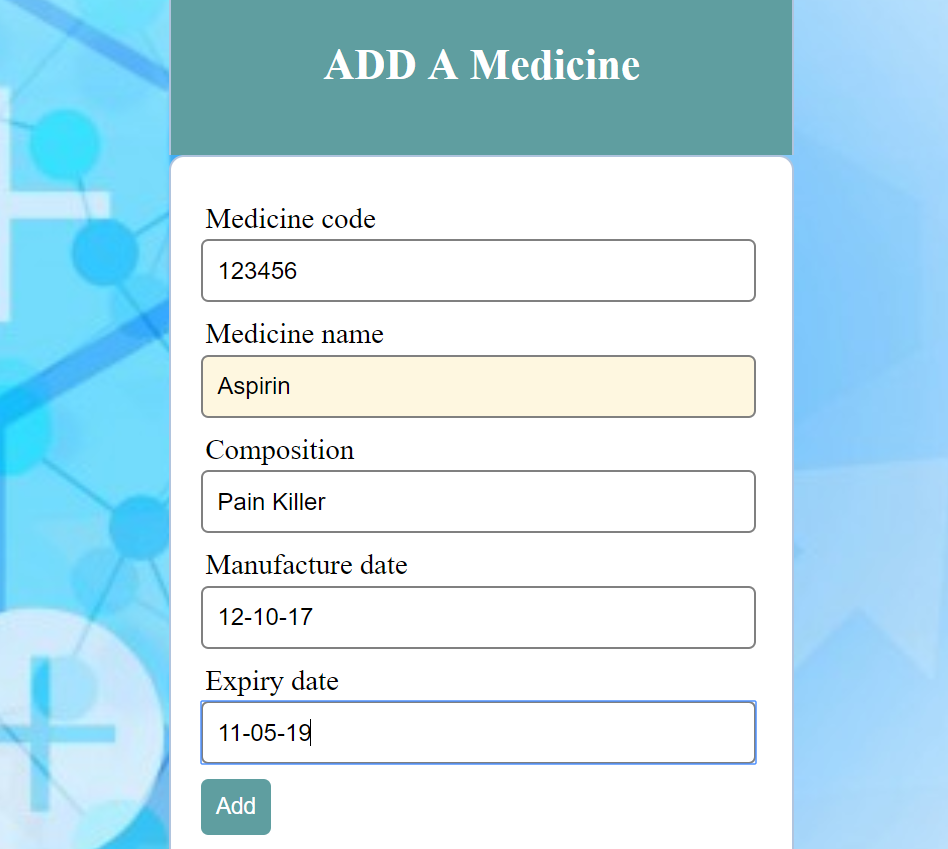 ADD A Medicine
Medicine code
123456
Medicine name
Aspirin
Composition
Pain Killer
Manufacture date
12-10-17
Expiry date
11-05-19
Add